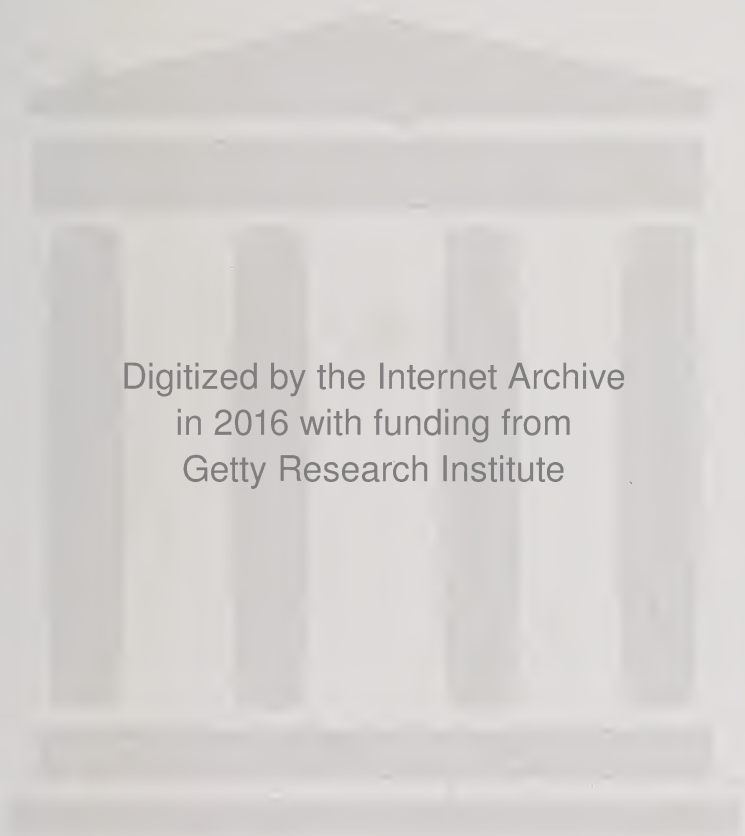 Digitized by the Internet Archive
in 2016 with funding from
Getty Research Institute